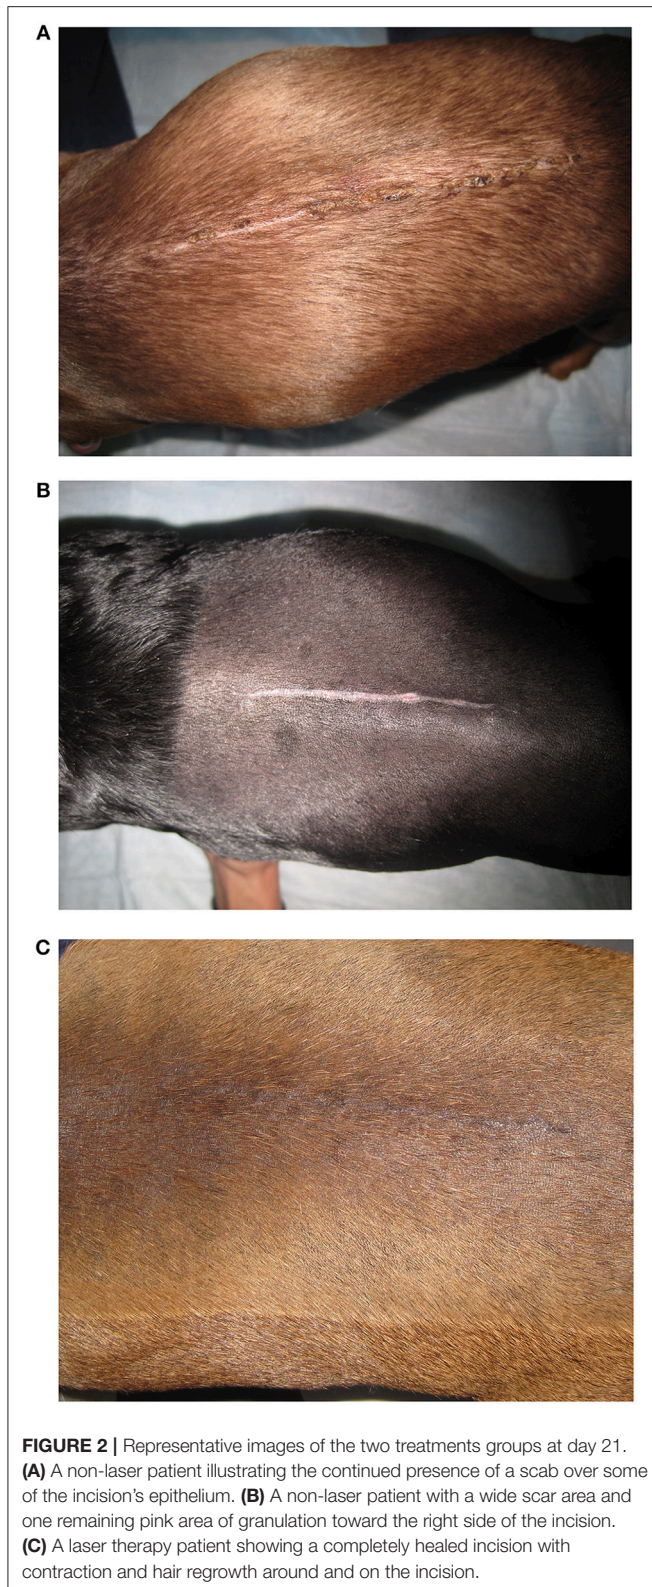 A
B
C
FIGURE 2 | Representative images of the two treatments groups at day 21.
(A) A non-laser patient illustrating the continued presence of a scab over some
of the incision's epithelium. (B) A non-laser patient with a wide scar area and
one remaining pink area of granulation toward the right side of the incision.
(C) A laser therapy patient showing a completely healed incision with
contraction and hair regrowth around and on the incision.